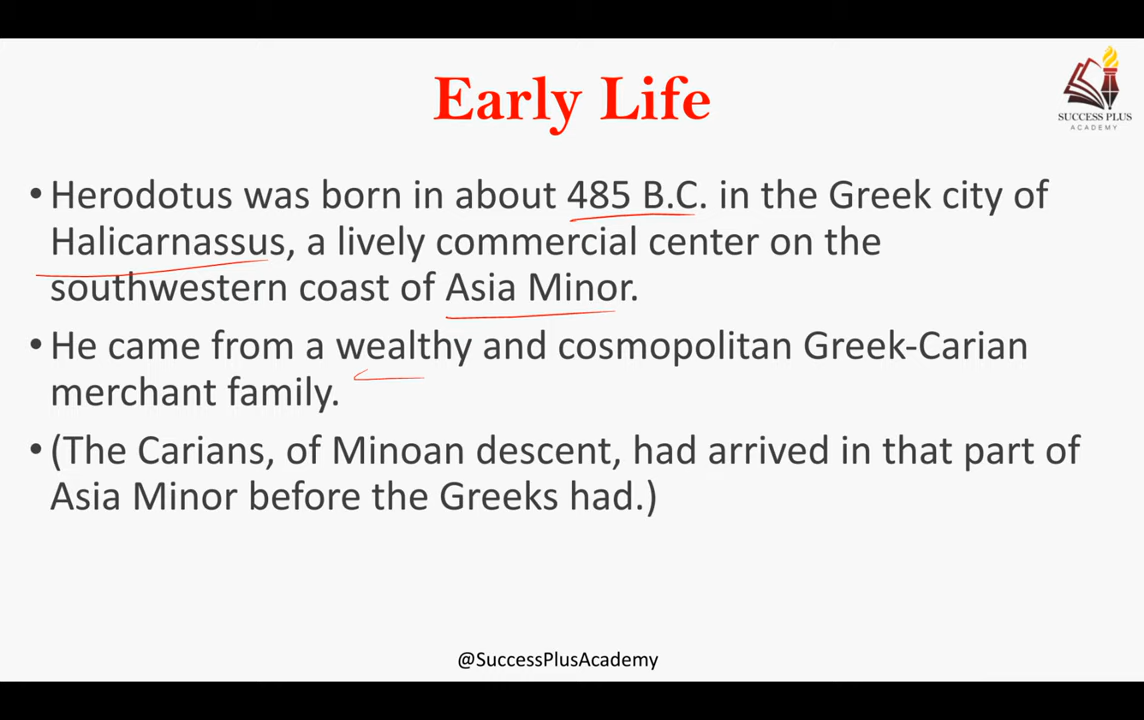 Early Life
SUCCESS PLUS
ACADEMY
• Herodotus was born in about 485 B.C. in the Greek city of
Halicarnassus, a lively commercial center on the
southwestern coast of Asia Minor.
• He came from a wealthy and cosmopolitan Greek-Carian
merchant family.
• (The Carians, of Minoan descent, had arrived in that part of
Asia Minor before the Greeks had.)
@SuccessPlusAcademy